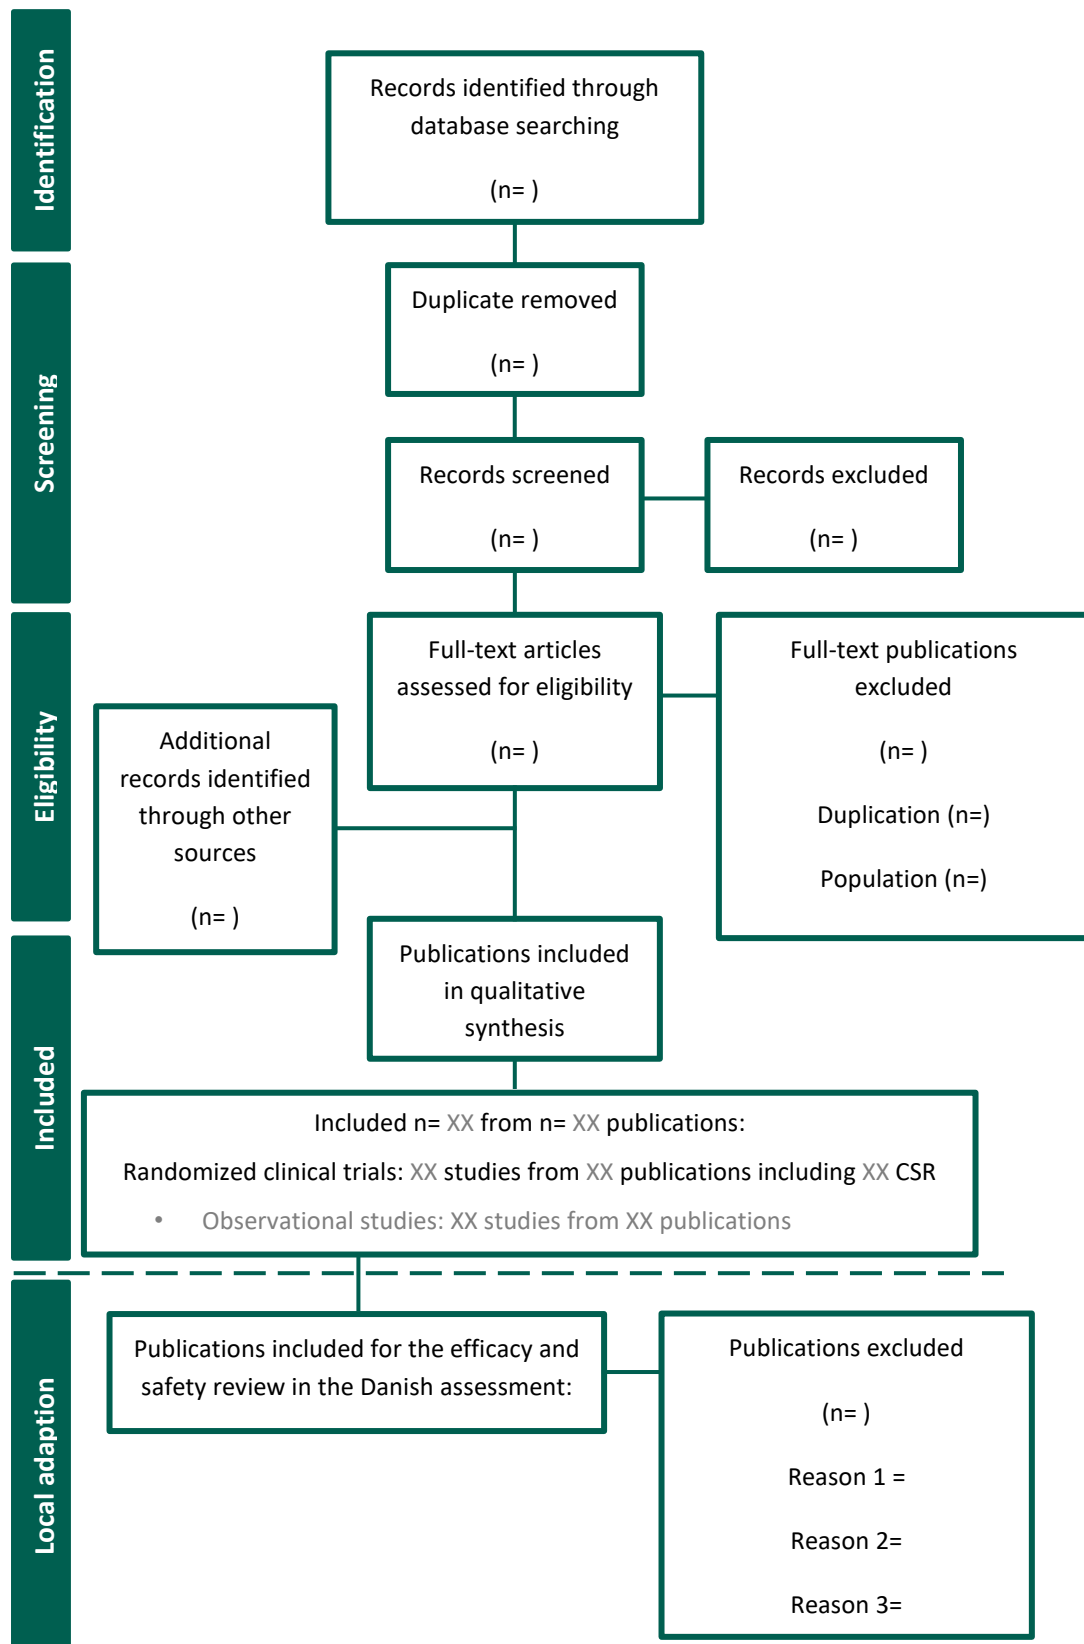 Identification
Records identified through
database searching
(n= )
Screening
Duplicate removed
(n= )
Records screened
(n= )
Records excluded
(n= )
Eligibility
Full-text articles
assessed for eligibility
(n= )
Full-text publications
excluded
(n= )
Duplication (n=)
Population (n=)
Additional
records identified
through other
sources
(n= )
Included
Publications included
in qualitative
synthesis
Included n= XX from n= XX publications:
Randomized clinical trials: XX studies from XX publications including XX CSR
• Observational studies: XX studies from XX publications
Local adaption
Publications included for the efficacy and
safety review in the Danish assessment:
Publications excluded
(n= )
Reason 1 =
Reason 2=
Reason 3=